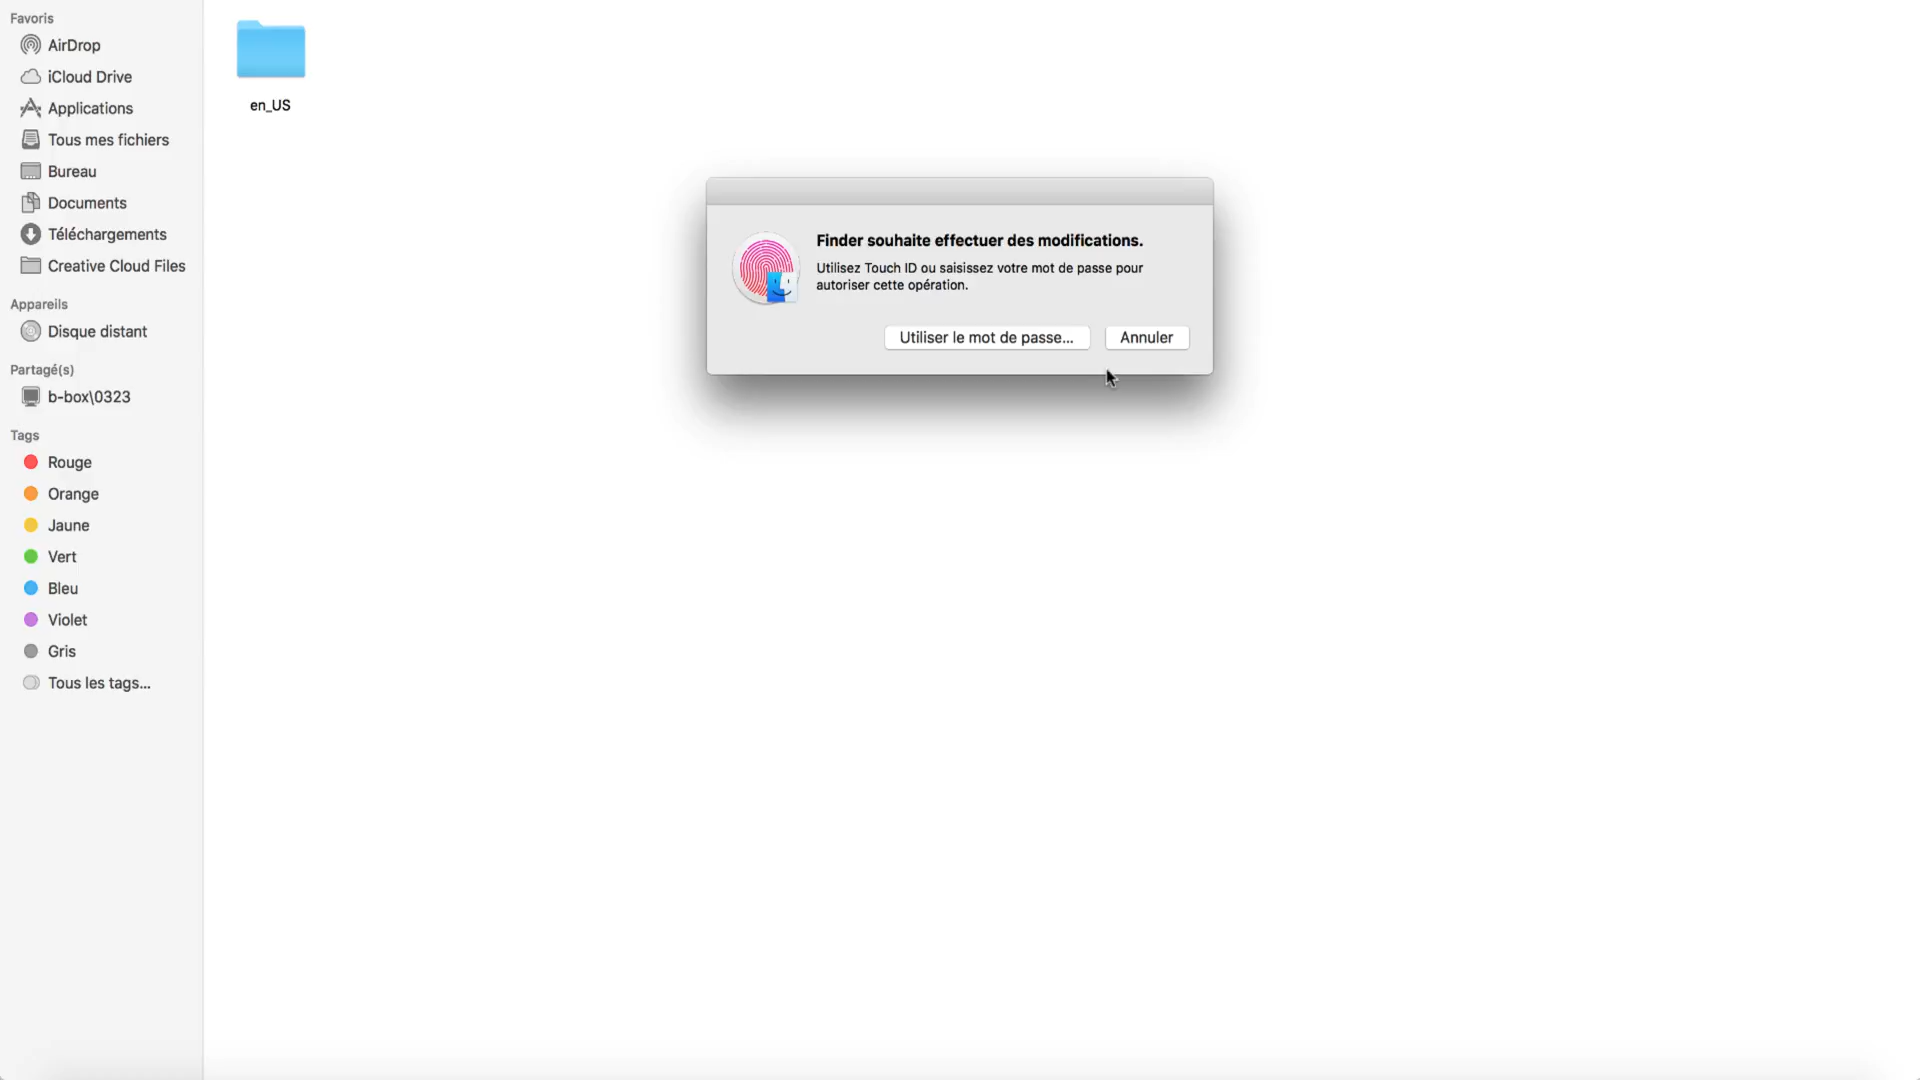 Favoris
AirDrop
iCloud Drive
Applications
Tous mes fichiers
Bureau
Documents
Téléchargements
Creative Cloud Files
Appareils
Disque distant
Partagé(s)
b-box\0323
Tags
Rouge
Orange
Jaune
Vert
Bleu
Violet
Gris
Tous les tags...
en_US
Finder souhaite effectuer des modifications.
Utilisez Touch ID ou saisissez votre mot de passe pour
autoriser cette opération.
Utiliser le mot de passe...
Annuler